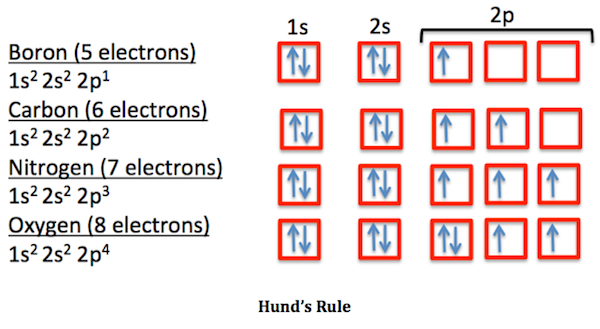 1s 2s 2p
Boron (5 electrons)
1s² 2s² 2p¹
Carbon (6 electrons)
1s² 2s² 2p²
Nitrogen (7 electrons)
1s² 2s² 2p³
Oxygen (8 electrons)
1s² 2s² 2p⁴
Hund's Rule